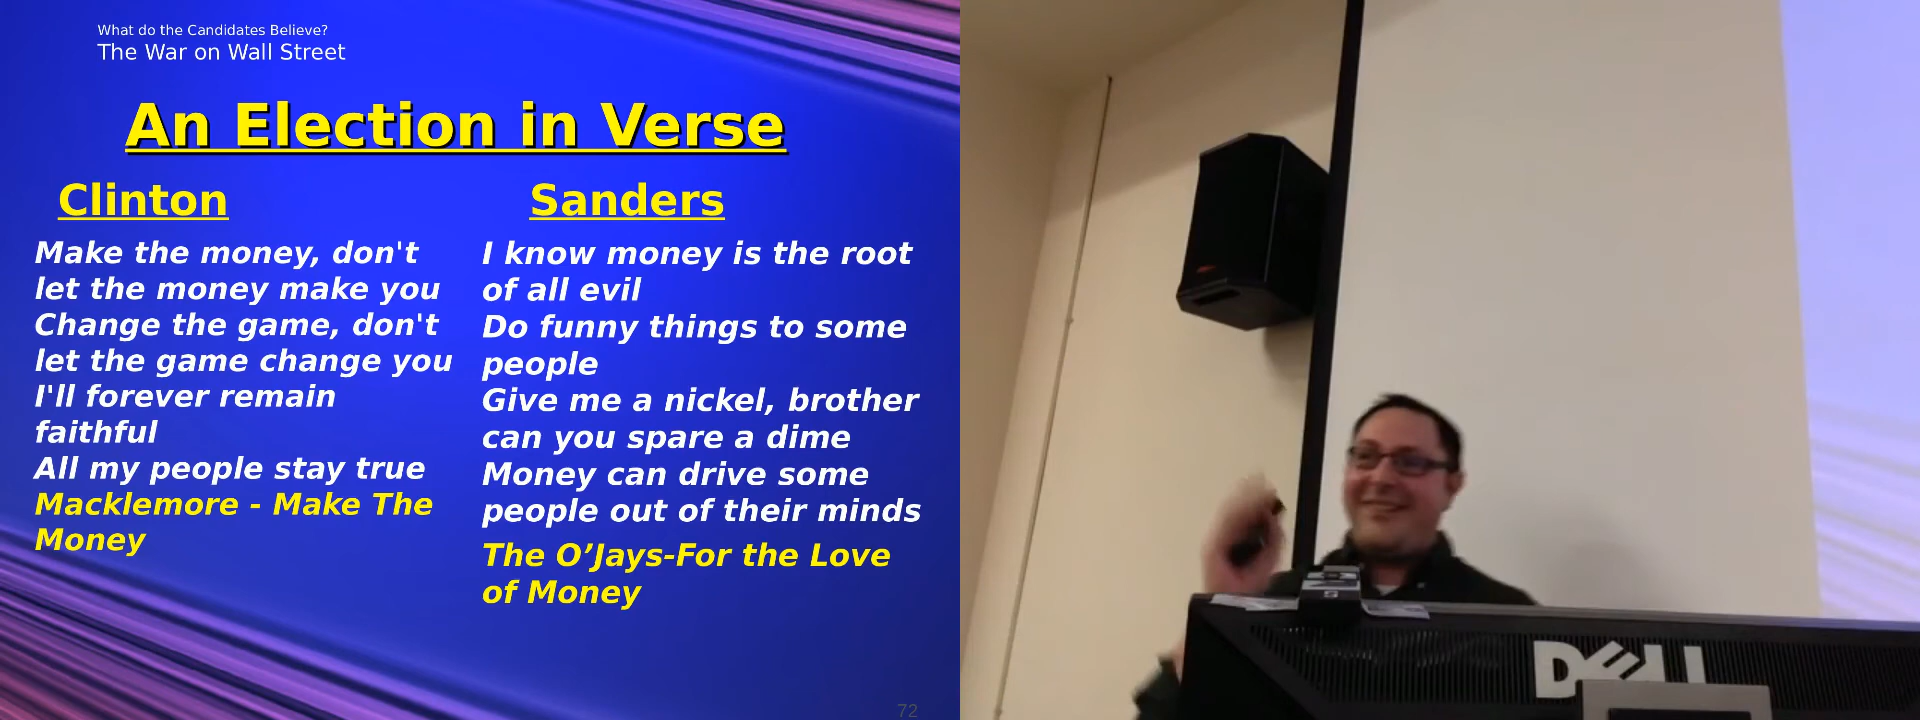 What do the Candidates Believe?
The War on Wall Street
An Election in Verse
Clinton
Make the money, don't
let the money make you
Change the game, don't
let the game change you
I'll forever remain
faithful
All my people stay true
Macklemore - Make The
Money
Sanders
I know money is the root
of all evil
Do funny things to some
people
Give me a nickel, brother
can you spare a dime
Money can drive some
people out of their minds
The O’Jays-For the Love
of Money
72
DELL